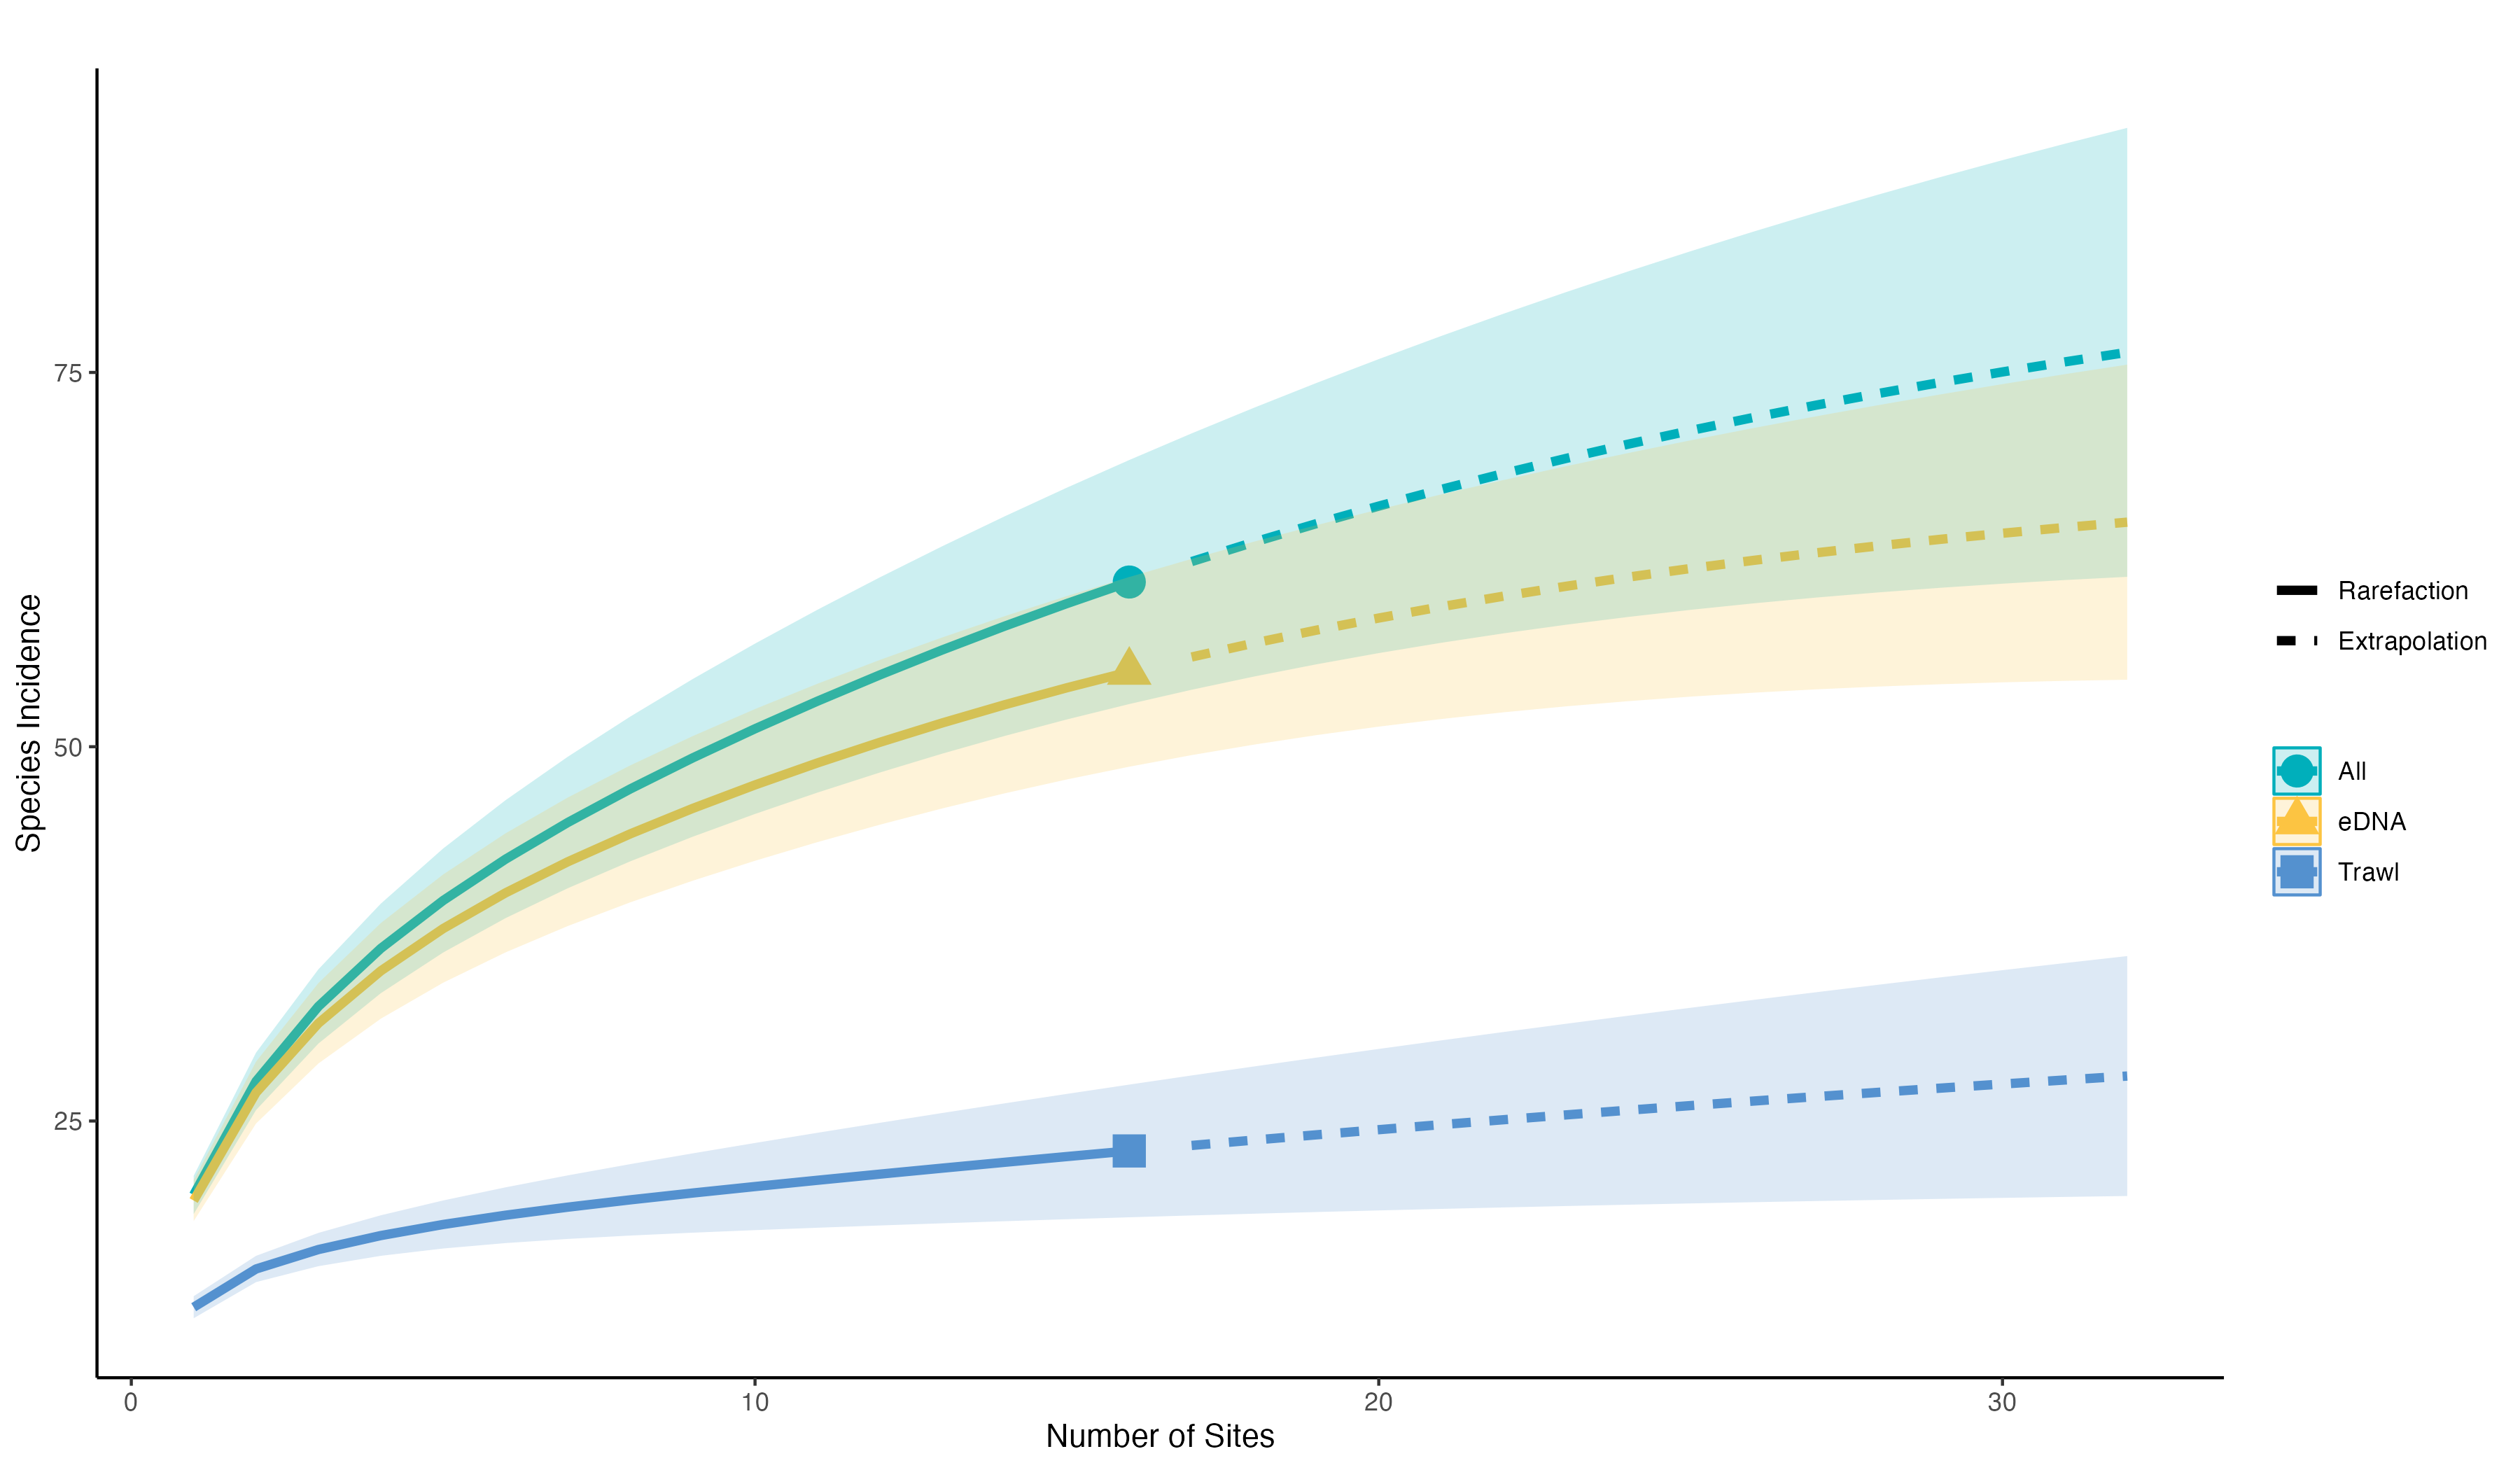 Species Incidence
75
50
25
0
10
20
30
Number of Sites
Rarefaction
Extrapolation
All
eDNA
Trawl